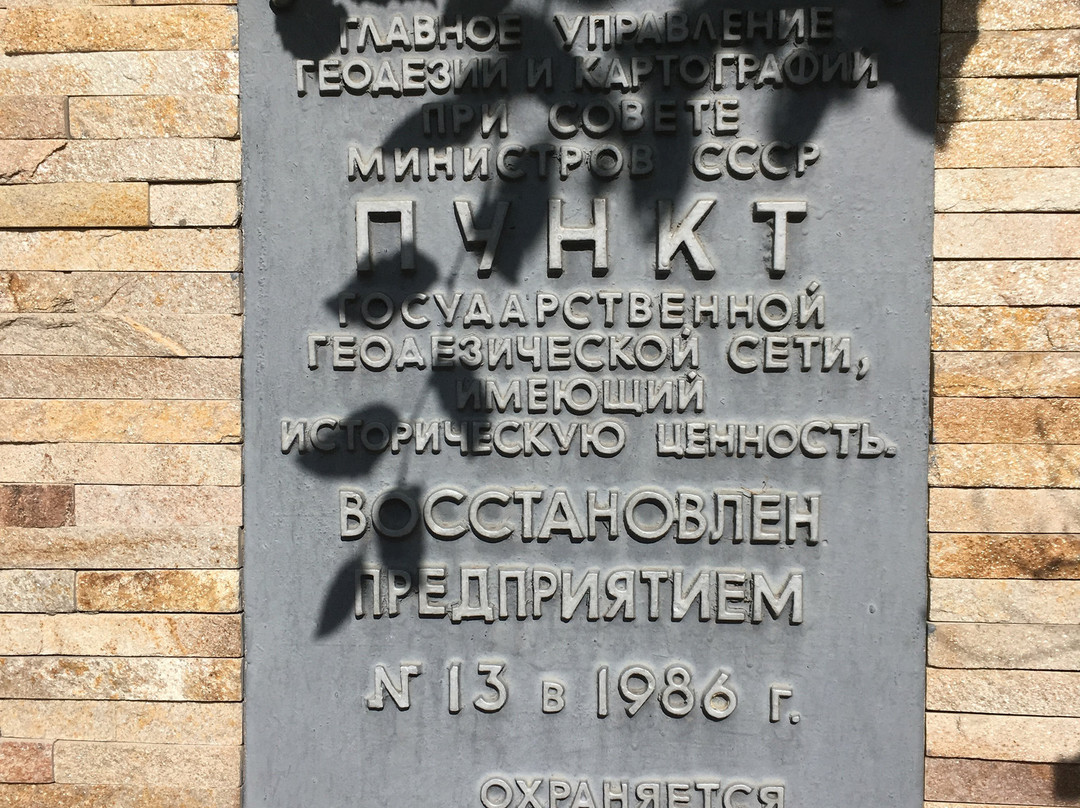 ГЛАВНОЕ УПРАВЛЕНИЕ
ГЕОДЕЗИИ И КАРТОГРАФИИ
ПРИ СОВЕТЕ
МИНИСТРОВ СССР
ПУНКТ
ГОСУДАРСТВЕННОЙ
ГЕОДЕЗИЧЕСКОЙ СЕТИ,
ИМЕЮЩИЙ
ИСТОРИЧЕСКУЮ ЦЕННОСТЬ.
ВОССТАНОВЛЕН
ПРЕДПРИЯТИЕМ
№ 13 в 1986 г.
ОХРАНЯЕТСЯ